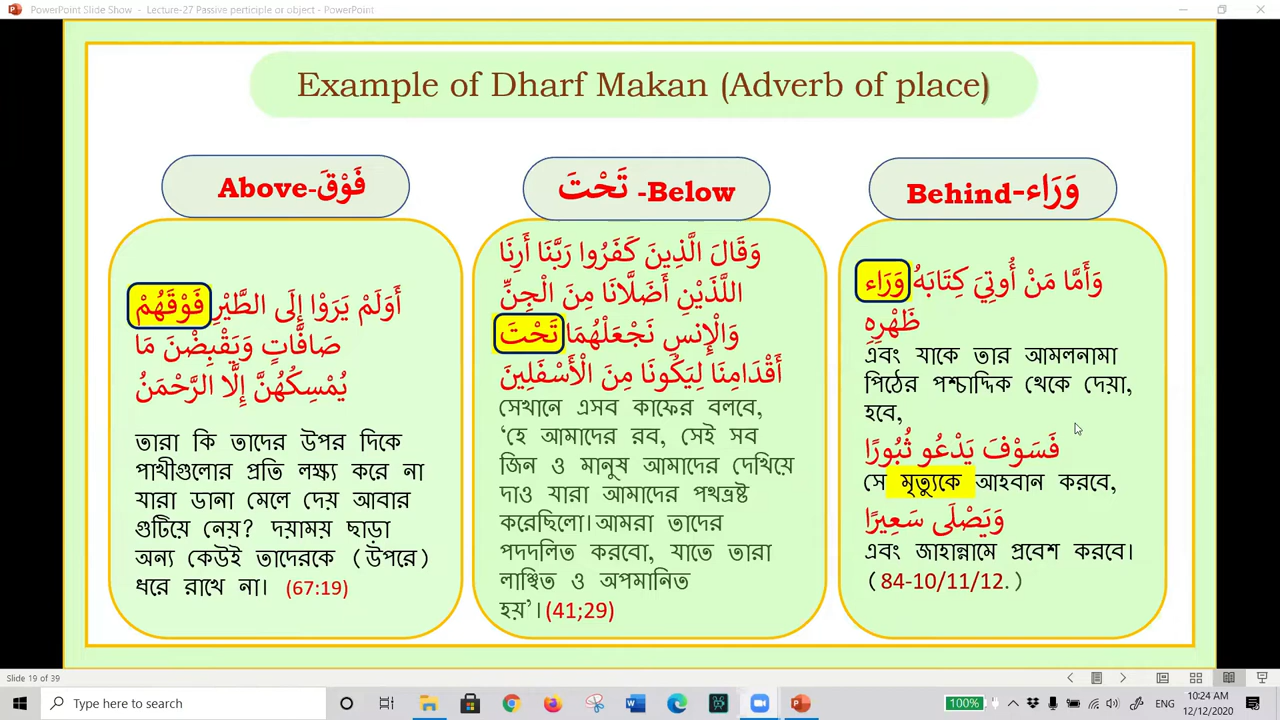 PowerPoint Slide Show - Lecture-27 Passive perticiple or object - PowerPoint
Example of Dharf Makan (Adverb of place)
Above-فَوْقَ
أَوَلَمْ يَرَوْا إِلَى الطَّيْرِ فَوْقَهُمْ
صَافَّاتٍ وَيَقْبِضْنَ مَا
يُمْسِكُهُنَّ إِلَّا الرَّحْمَنُ
তারা কি তাদের উপর দিকে
পাখীগুলোর প্রতি লক্ষ্য করে না
যারা ডানা মেলে দেয় আবার
গুটিয়ে নেয়? দয়াময় ছাড়া
অন্য কেউই তাদেরকে (উপরে)
ধরে রাখে না। (67:19)
تَحْتَ -Below
وَقَالَ الَّذِينَ كَفَرُوا رَبَّنَا أَرِنَا
اللَّذَيْنِ أَضَلَّانَا مِنَ الْجِنِّ
وَالْإِنسِ نَجْعَلْهُمَا تَحْتَ
أَقْدَامِنَا لِيَكُونَا مِنَ الْأَسْفَلِينَ
সেখানে এসব কাফের বলবে,
‘হে আমাদের রব, সেই সব
জিন ও মানুষ আমাদের দেখিয়ে
দাও যারা আমাদের পথভ্রষ্ট
করেছিলো। আমরা তাদের
পদদলিত করবো, যাতে তারা
লাঞ্ছিত ও অপমানিত
হয়’। (41;29)
Behind-وَرَاء
وَأَمَّا مَنْ أُوتِيَ كِتَابَهُ وَرَاء
ظَهْرِهِ
এবং যাকে তার আমলনামা
পিঠের পশ্চাদ্দিক থেকে দেয়া,
হবে,
فَسَوْفَ يَدْعُو ثُبُورًا
সে মৃত্যুকে আহবান করবে,
وَيَصْلَى سَعِيرًا
এবং জাহান্নামে প্রবেশ করবে।
(84-10/11/12.)
Slide 19 of 39
Type here to search
100%
10:24 AM
12/12/2020